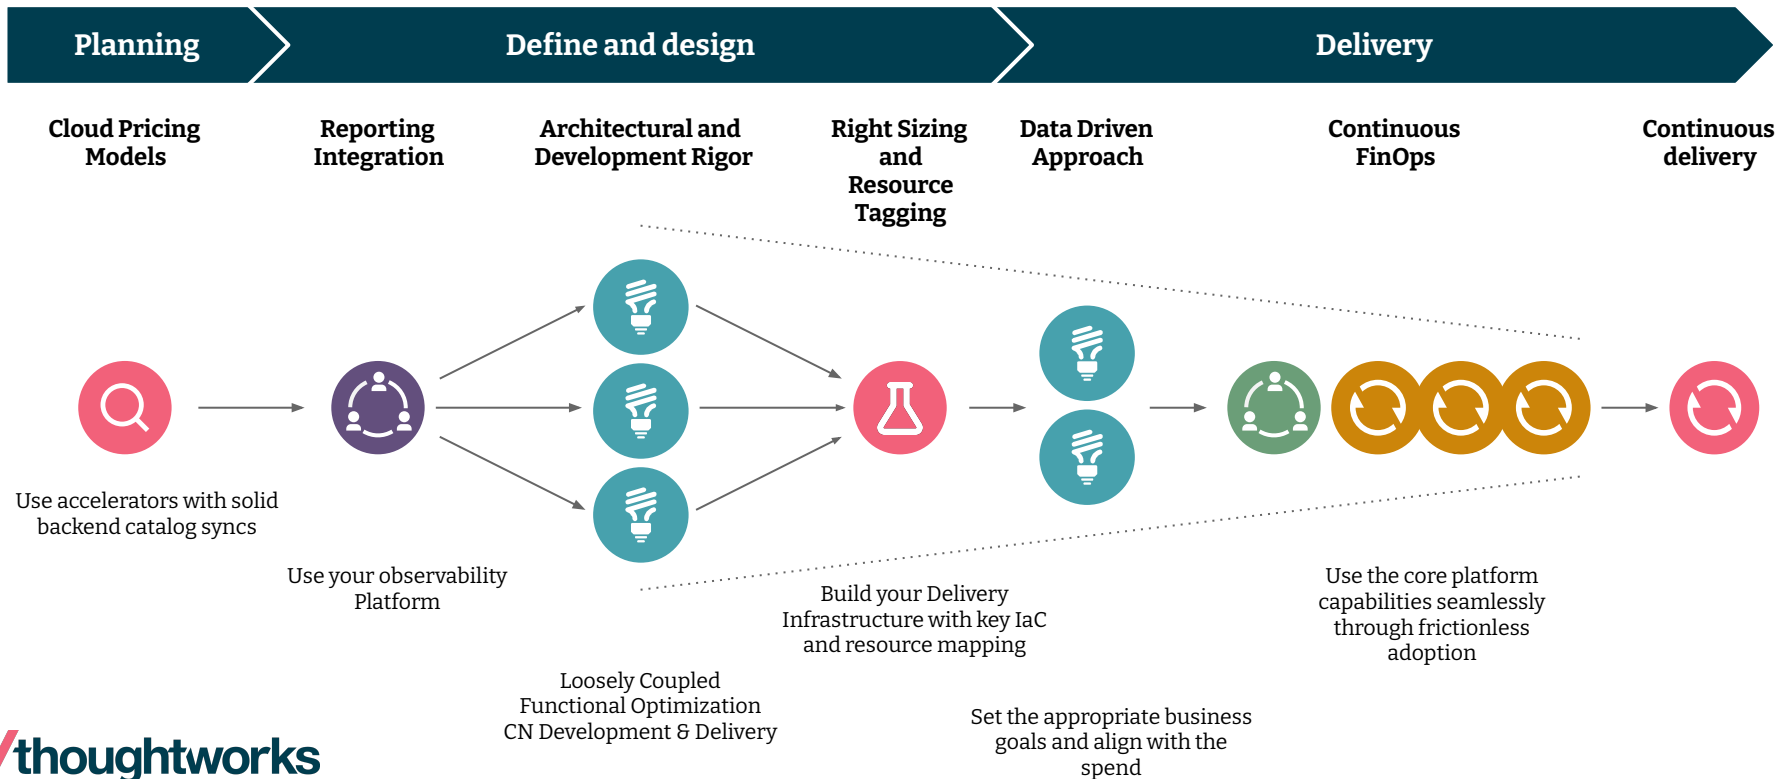 Planning
Define and design
Delivery
Cloud Pricing
Models
Reporting
Integration
Architectural and
Development Rigor
Right Sizing
and
Resource
Tagging
Data Driven
Approach
Continuous
FinOps
Continuous
delivery
Use accelerators with solid
backend catalog syncs
Use your observability
Platform
Loosely Coupled
Functional Optimization
CN Development & Delivery
Build your Delivery
Infrastructure with key IaC
and resource mapping
Set the appropriate business
goals and align with the
spend
Use the core platform
capabilities seamlessly
through frictionless
adoption
/thoughtworks